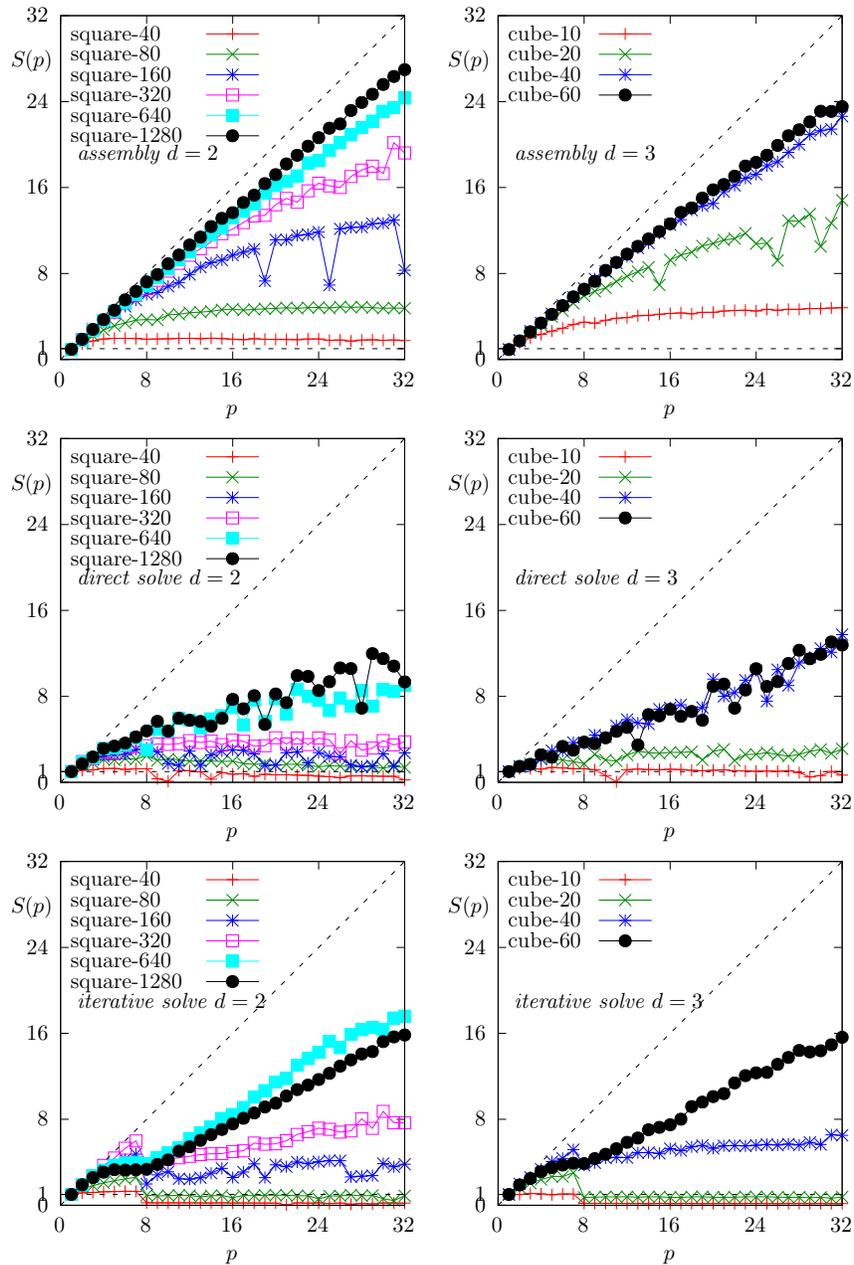 32
24
16
8
1
0
S(p)
square-40
square-80
square-160
square-320
square-640
square-1280
assembly d = 2
0 8 16 24 32
p
32
24
16
8
1
0
S(p)
cube-10
cube-20
cube-40
cube-60
assembly d = 3
0 8 16 24 32
p
32
24
16
8
1
0
S(p)
square-40
square-80
square-160
square-320
square-640
square-1280
direct solve d = 2
0 8 16 24 32
p
32
24
16
8
1
0
S(p)
cube-10
cube-20
cube-40
cube-60
direct solve d = 3
0 8 16 24 32
p
32
24
16
8
1
0
S(p)
square-40
square-80
square-160
square-320
square-640
square-1280
iterative solve d = 2
0 8 16 24 32
p
32
24
16
8
1
0
S(p)
cube-10
cube-20
cube-40
cube-60
iterative solve d = 3
0 8 16 24 32
p